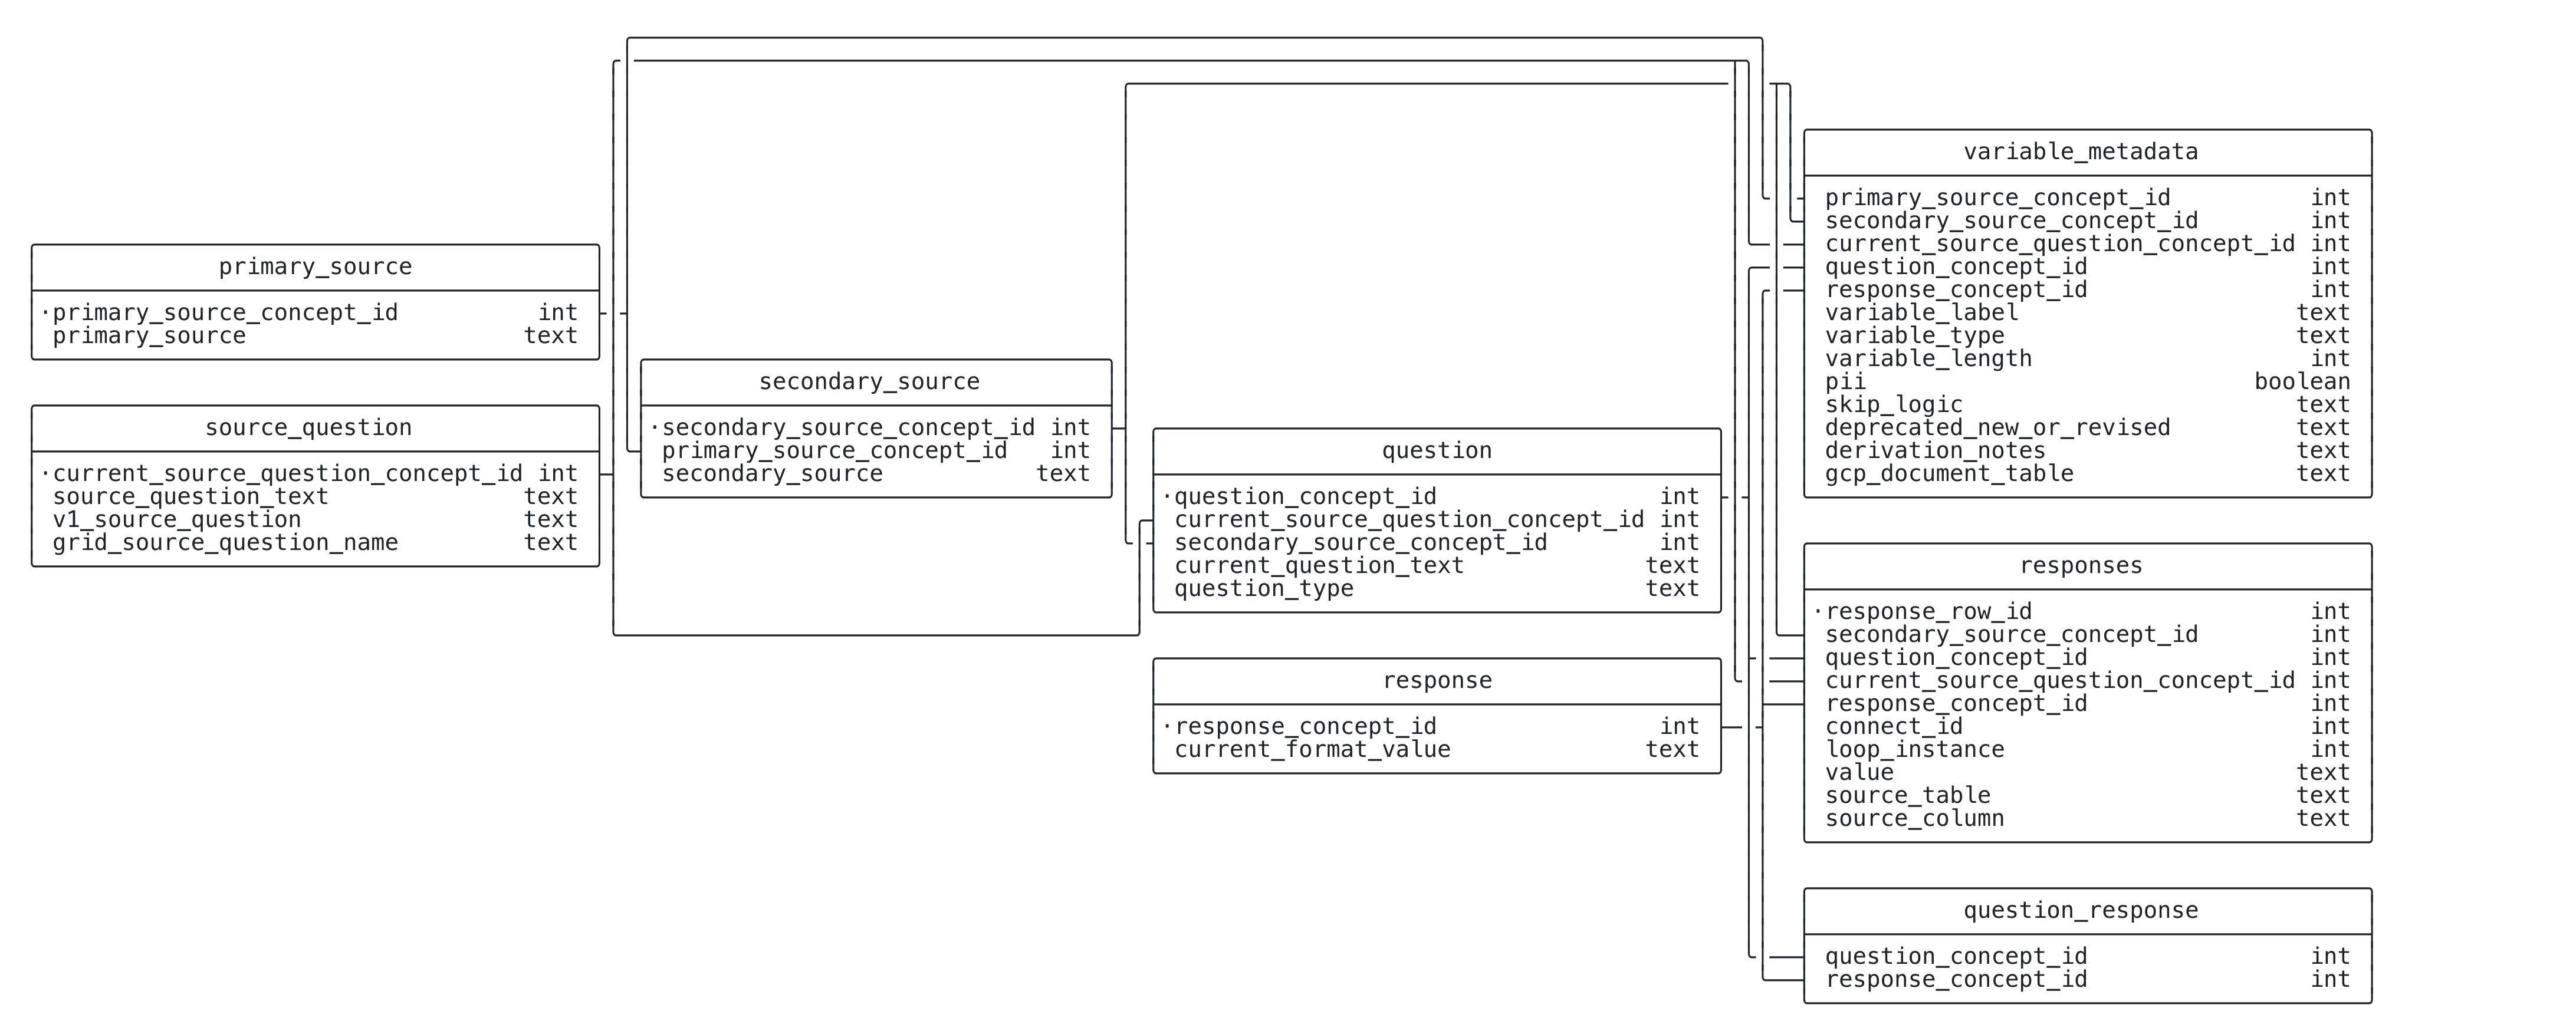 primary_source
·primary_source_concept_id int
primary_source text
source_question
·current_source_question_concept_id int
source_question_text text
v1_source_question text
grid_source_question_name text
secondary_source
·secondary_source_concept_id int
primary_source_concept_id int
secondary_source text
question
·question_concept_id int
current_source_question_concept_id int
secondary_source_concept_id int
current_question_text text
question_type text
response
·response_concept_id int
current_format_value text
variable_metadata
primary_source_concept_id int
secondary_source_concept_id int
current_source_question_concept_id int
question_concept_id int
response_concept_id int
variable_label text
variable_type text
variable_length int
pii boolean
skip_logic text
deprecated_new_or_revised text
derivation_notes text
gcp_document_table text
responses
·response_row_id int
secondary_source_concept_id int
question_concept_id int
current_source_question_concept_id int
response_concept_id int
connect_id int
loop_instance int
value text
source_table text
source_column text
question_response
question_concept_id int
response_concept_id int